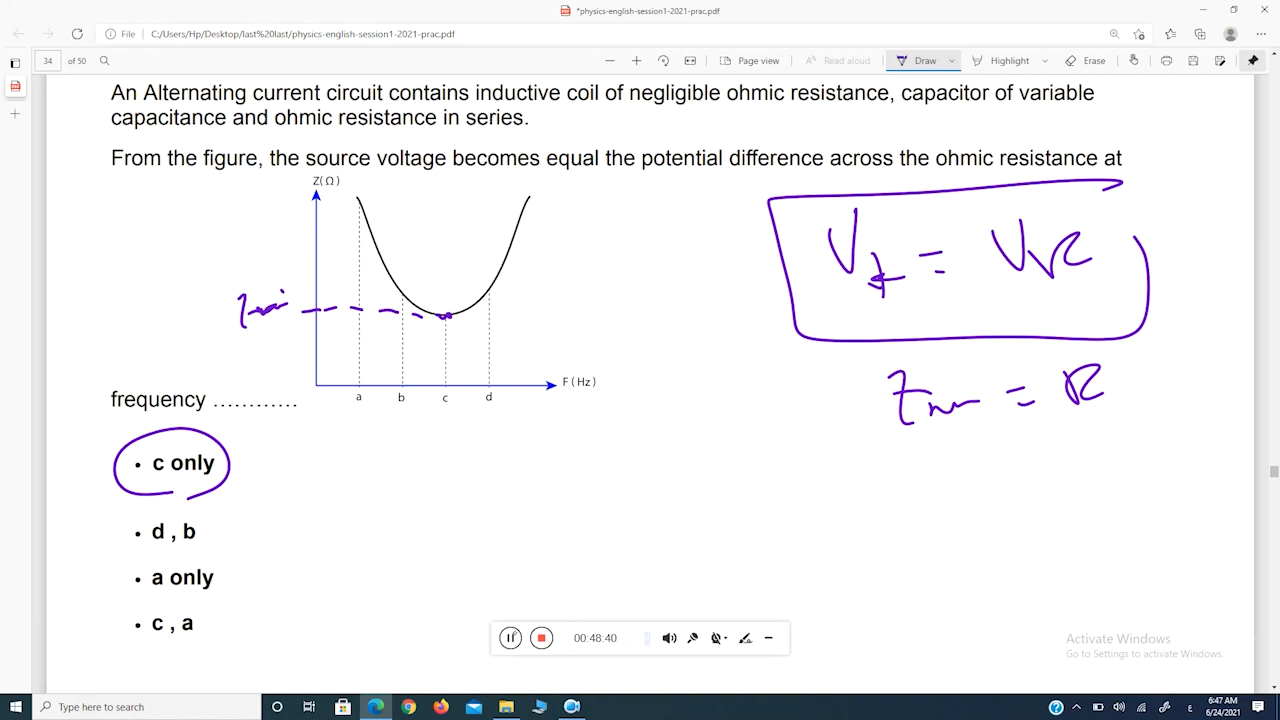 *physics-english-session1-2021-prac.pdf
File C:/Users/Hp/Desktop/last%20last/physics-english-session1-2021-prac.pdf
34 of 50 Page view Read aloud Draw Highlight Erase
An Alternating current circuit contains inductive coil of negligible ohmic resistance, capacitor of variable
capacitance and ohmic resistance in series.
From the figure, the source voltage becomes equal the potential difference across the ohmic resistance at
Z(Ω)
F(Hz)
a b c d
frequency ............
= R
• c only
• d , b
• a only
• c , a
00:48:40
Activate Windows
Go to Settings to activate Windows.
Type here to search
6:47 AM
6/24/2021